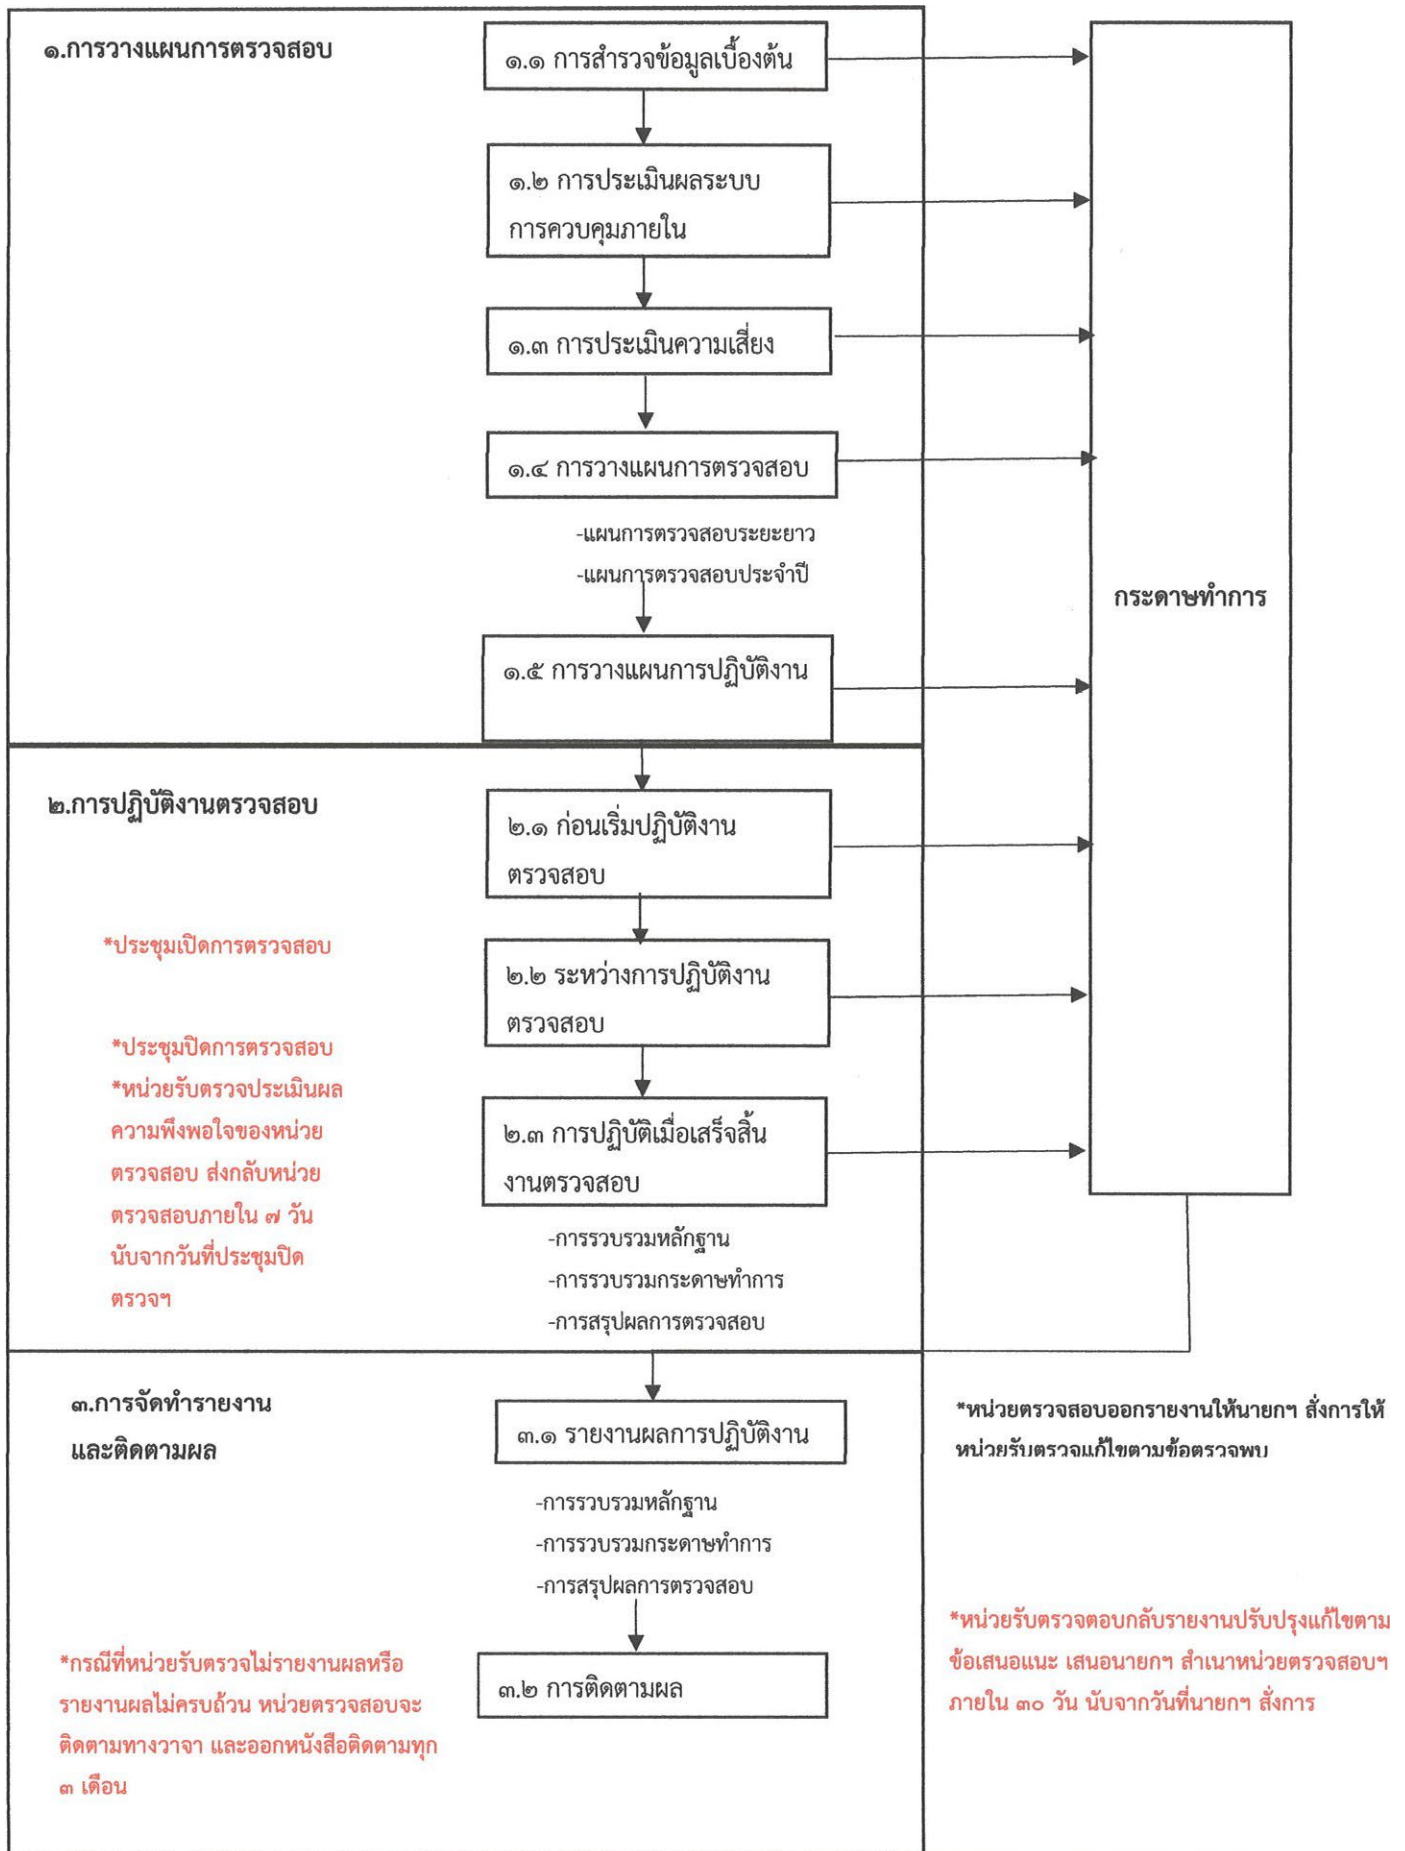 ๑.การวางแผนการตรวจสอบ
๑.๑ การสำรวจข้อมูลเบื้องต้น
๑.๒ การประเมินผลระบบ
การควบคุมภายใน
๑.๓ การประเมินความเสี่ยง
๑.๔ การวางแผนการตรวจสอบ
-แผนการตรวจสอบระยะยาว
-แผนการตรวจสอบประจำปี
๑.๕ การวางแผนการปฏิบัติงาน
กระดาษทำการ
๒.การปฏิบัติงานตรวจสอบ
๒.๑ ก่อนเริ่มปฏิบัติงาน
ตรวจสอบ
*ประชุมเปิดการตรวจสอบ
๒.๒ ระหว่างการปฏิบัติงาน
ตรวจสอบ
*ประชุมปิดการตรวจสอบ
*หน่วยรับตรวจประเมินผล
ความพึงพอใจของหน่วย
ตรวจสอบ ส่งกลับหน่วย
ตรวจสอบภายใน ๗ วัน
นับจากวันที่ประชุมปิด
ตรวจฯ
๒.๓ การปฏิบัติเมื่อเสร็จสิ้น
งานตรวจสอบ
-การรวบรวมหลักฐาน
-การรวบรวมกระดาษทำการ
-การสรุปผลการตรวจสอบ
๓.การจัดทำรายงาน
และติดตามผล
๓.๑ รายงานผลการปฏิบัติงาน
-การรวบรวมหลักฐาน
-การรวบรวมกระดาษทำการ
-การสรุปผลการตรวจสอบ
*หน่วยตรวจสอบออกรายงานให้นายกฯ สั่งการให้
หน่วยรับตรวจแก้ไขตามข้อตรวจพบ
*กรณีที่หน่วยรับตรวจไม่รายงานผลหรือ
รายงานผลไม่ครบถ้วน หน่วยตรวจสอบจะ
ติดตามทางวาจา และออกหนังสือติดตามทุก
๓ เดือน
๓.๒ การติดตามผล
*หน่วยรับตรวจตอบกลับรายงานปรับปรุงแก้ไขตาม
ข้อเสนอแนะ เสนอนายกฯ สำเนาหน่วยตรวจสอบฯ
ภายใน ๓๐ วัน นับจากวันที่นายกฯ สั่งการ